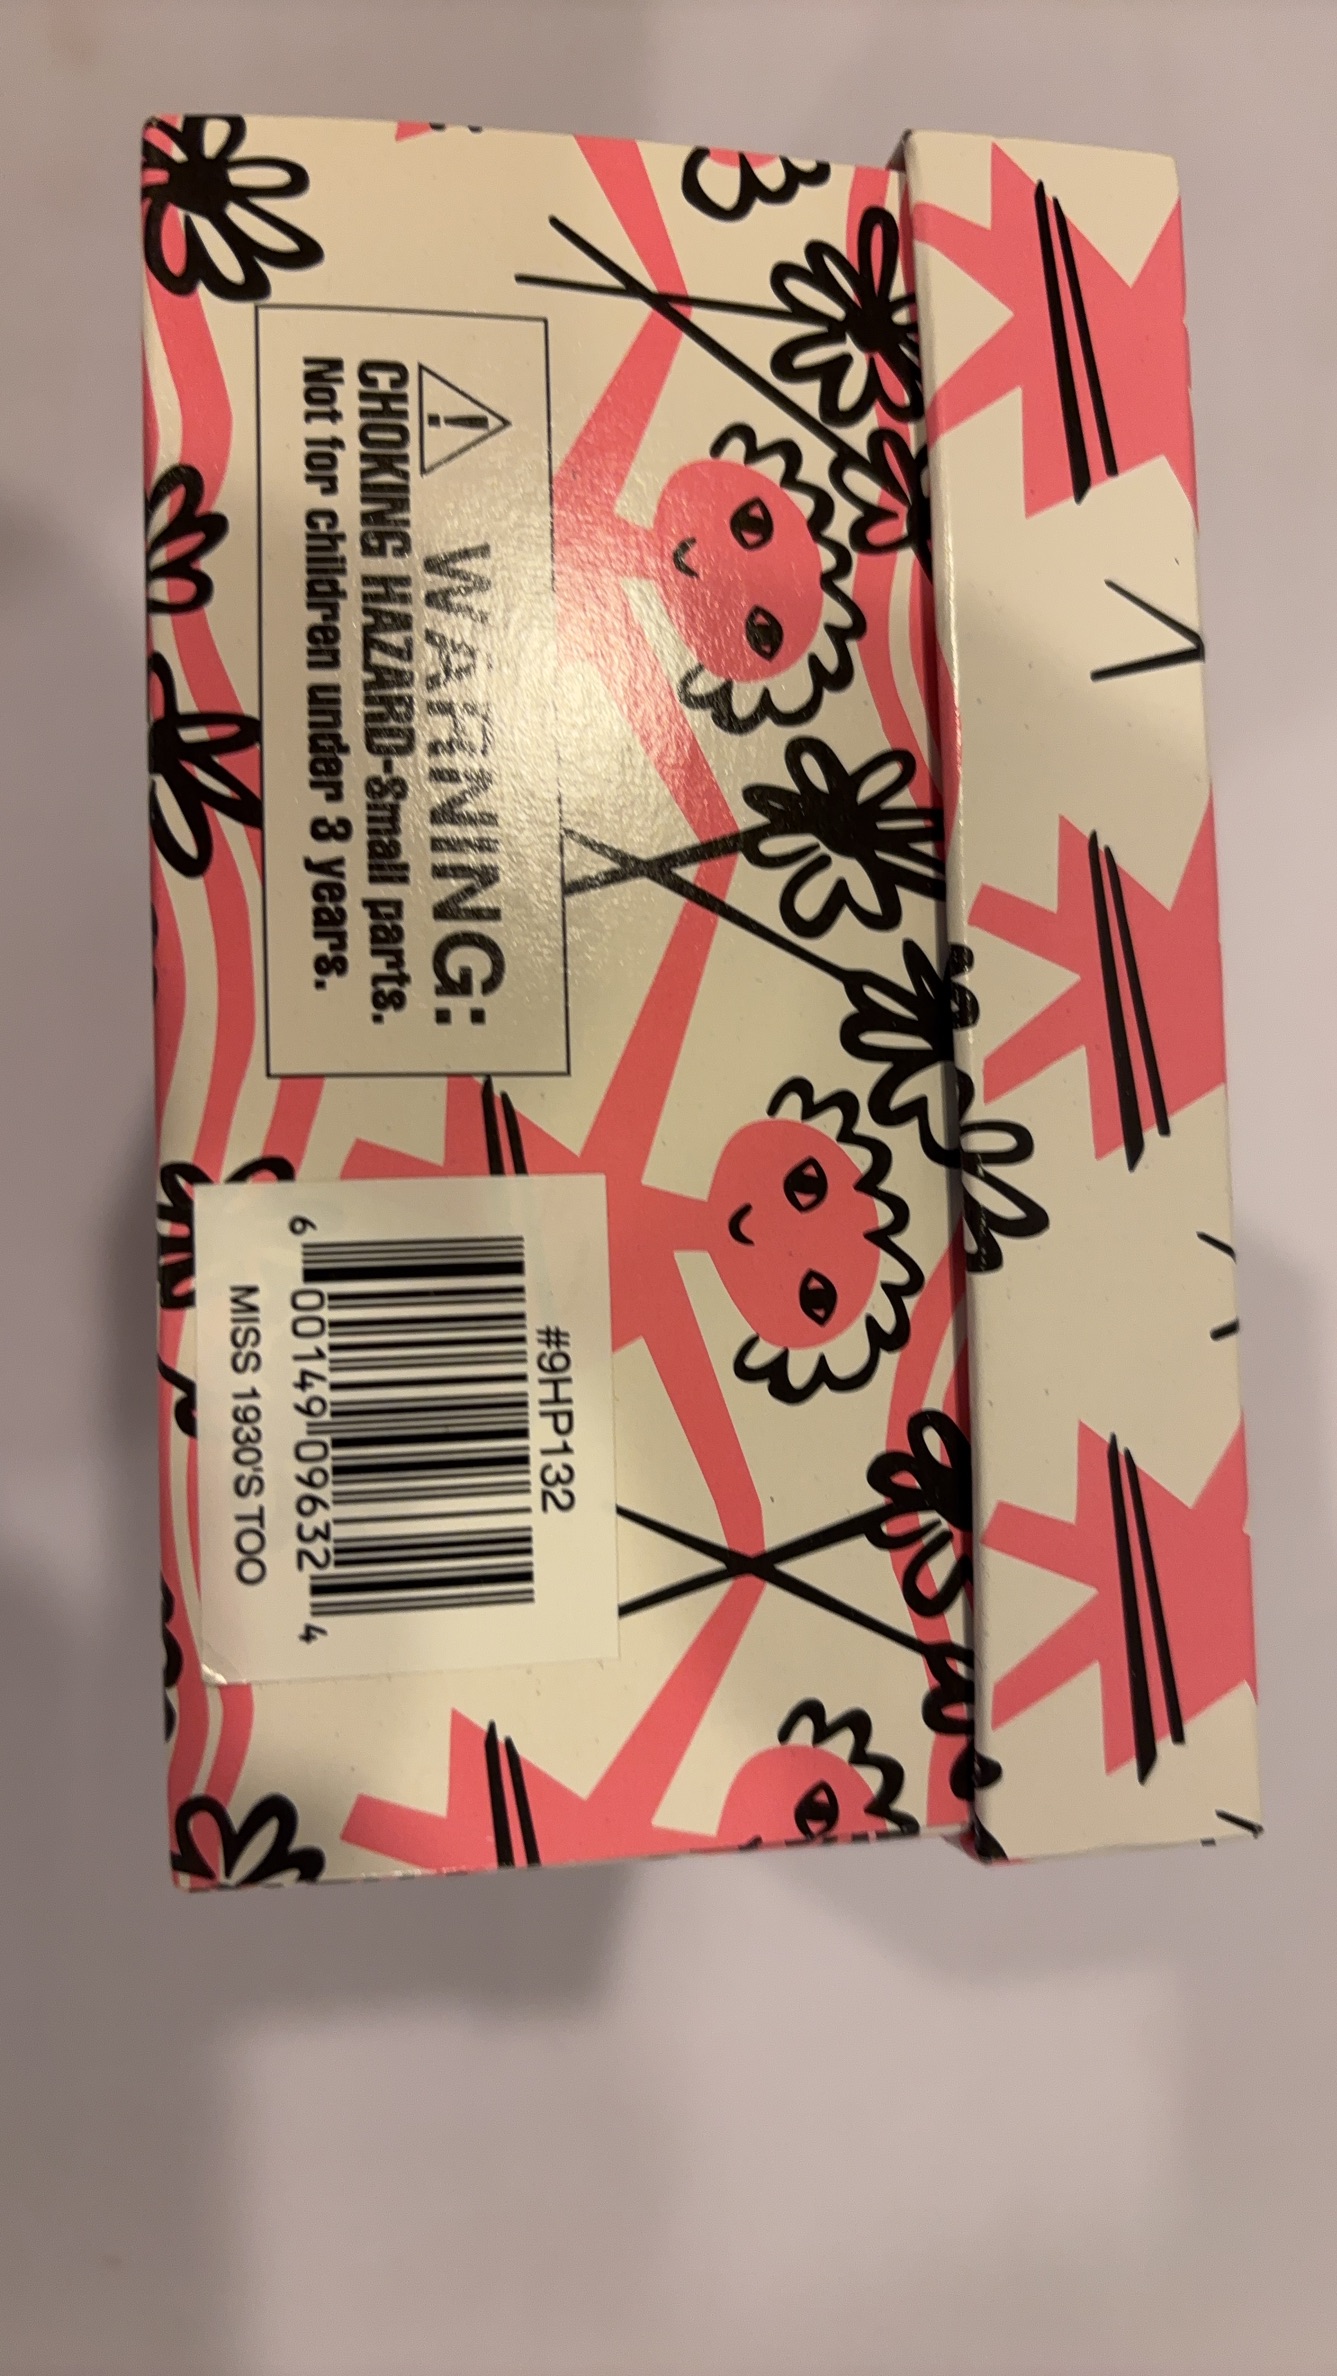 WARNING:
CHOKING HAZARD-Small parts.
Not for children under 3 years.
#9HP132
6 00149 09632 4
MISS 1930'S TOO